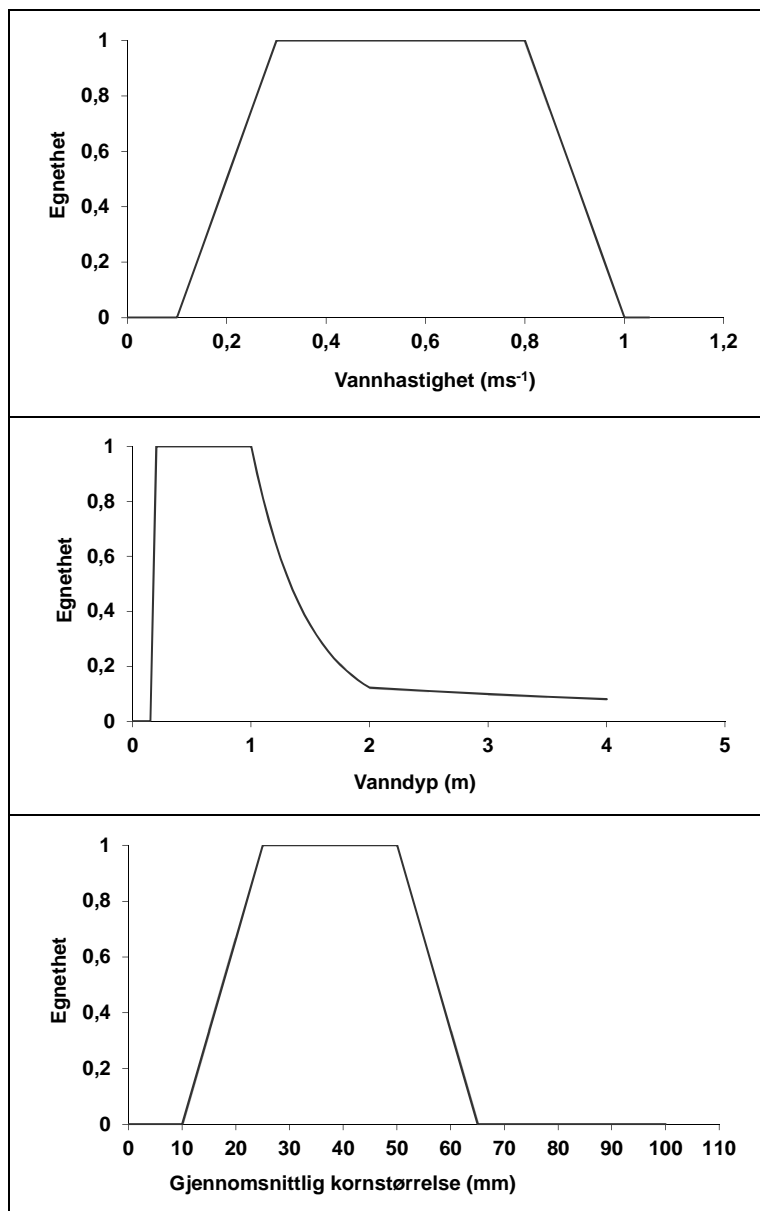 1
0,8
0,6
0,4
0,2
0
Egnethet
0 0,2 0,4 0,6 0,8 1 1,2
Vannhastighet (ms-1)
1
0,8
0,6
0,4
0,2
0
Egnethet
0 1 2 3 4 5
Vanndyp (m)
1
0,8
0,6
0,4
0,2
0
Egnethet
0 10 20 30 40 50 60 70 80 90 100 110
Gjennomsnittlig kornstørrelse (mm)